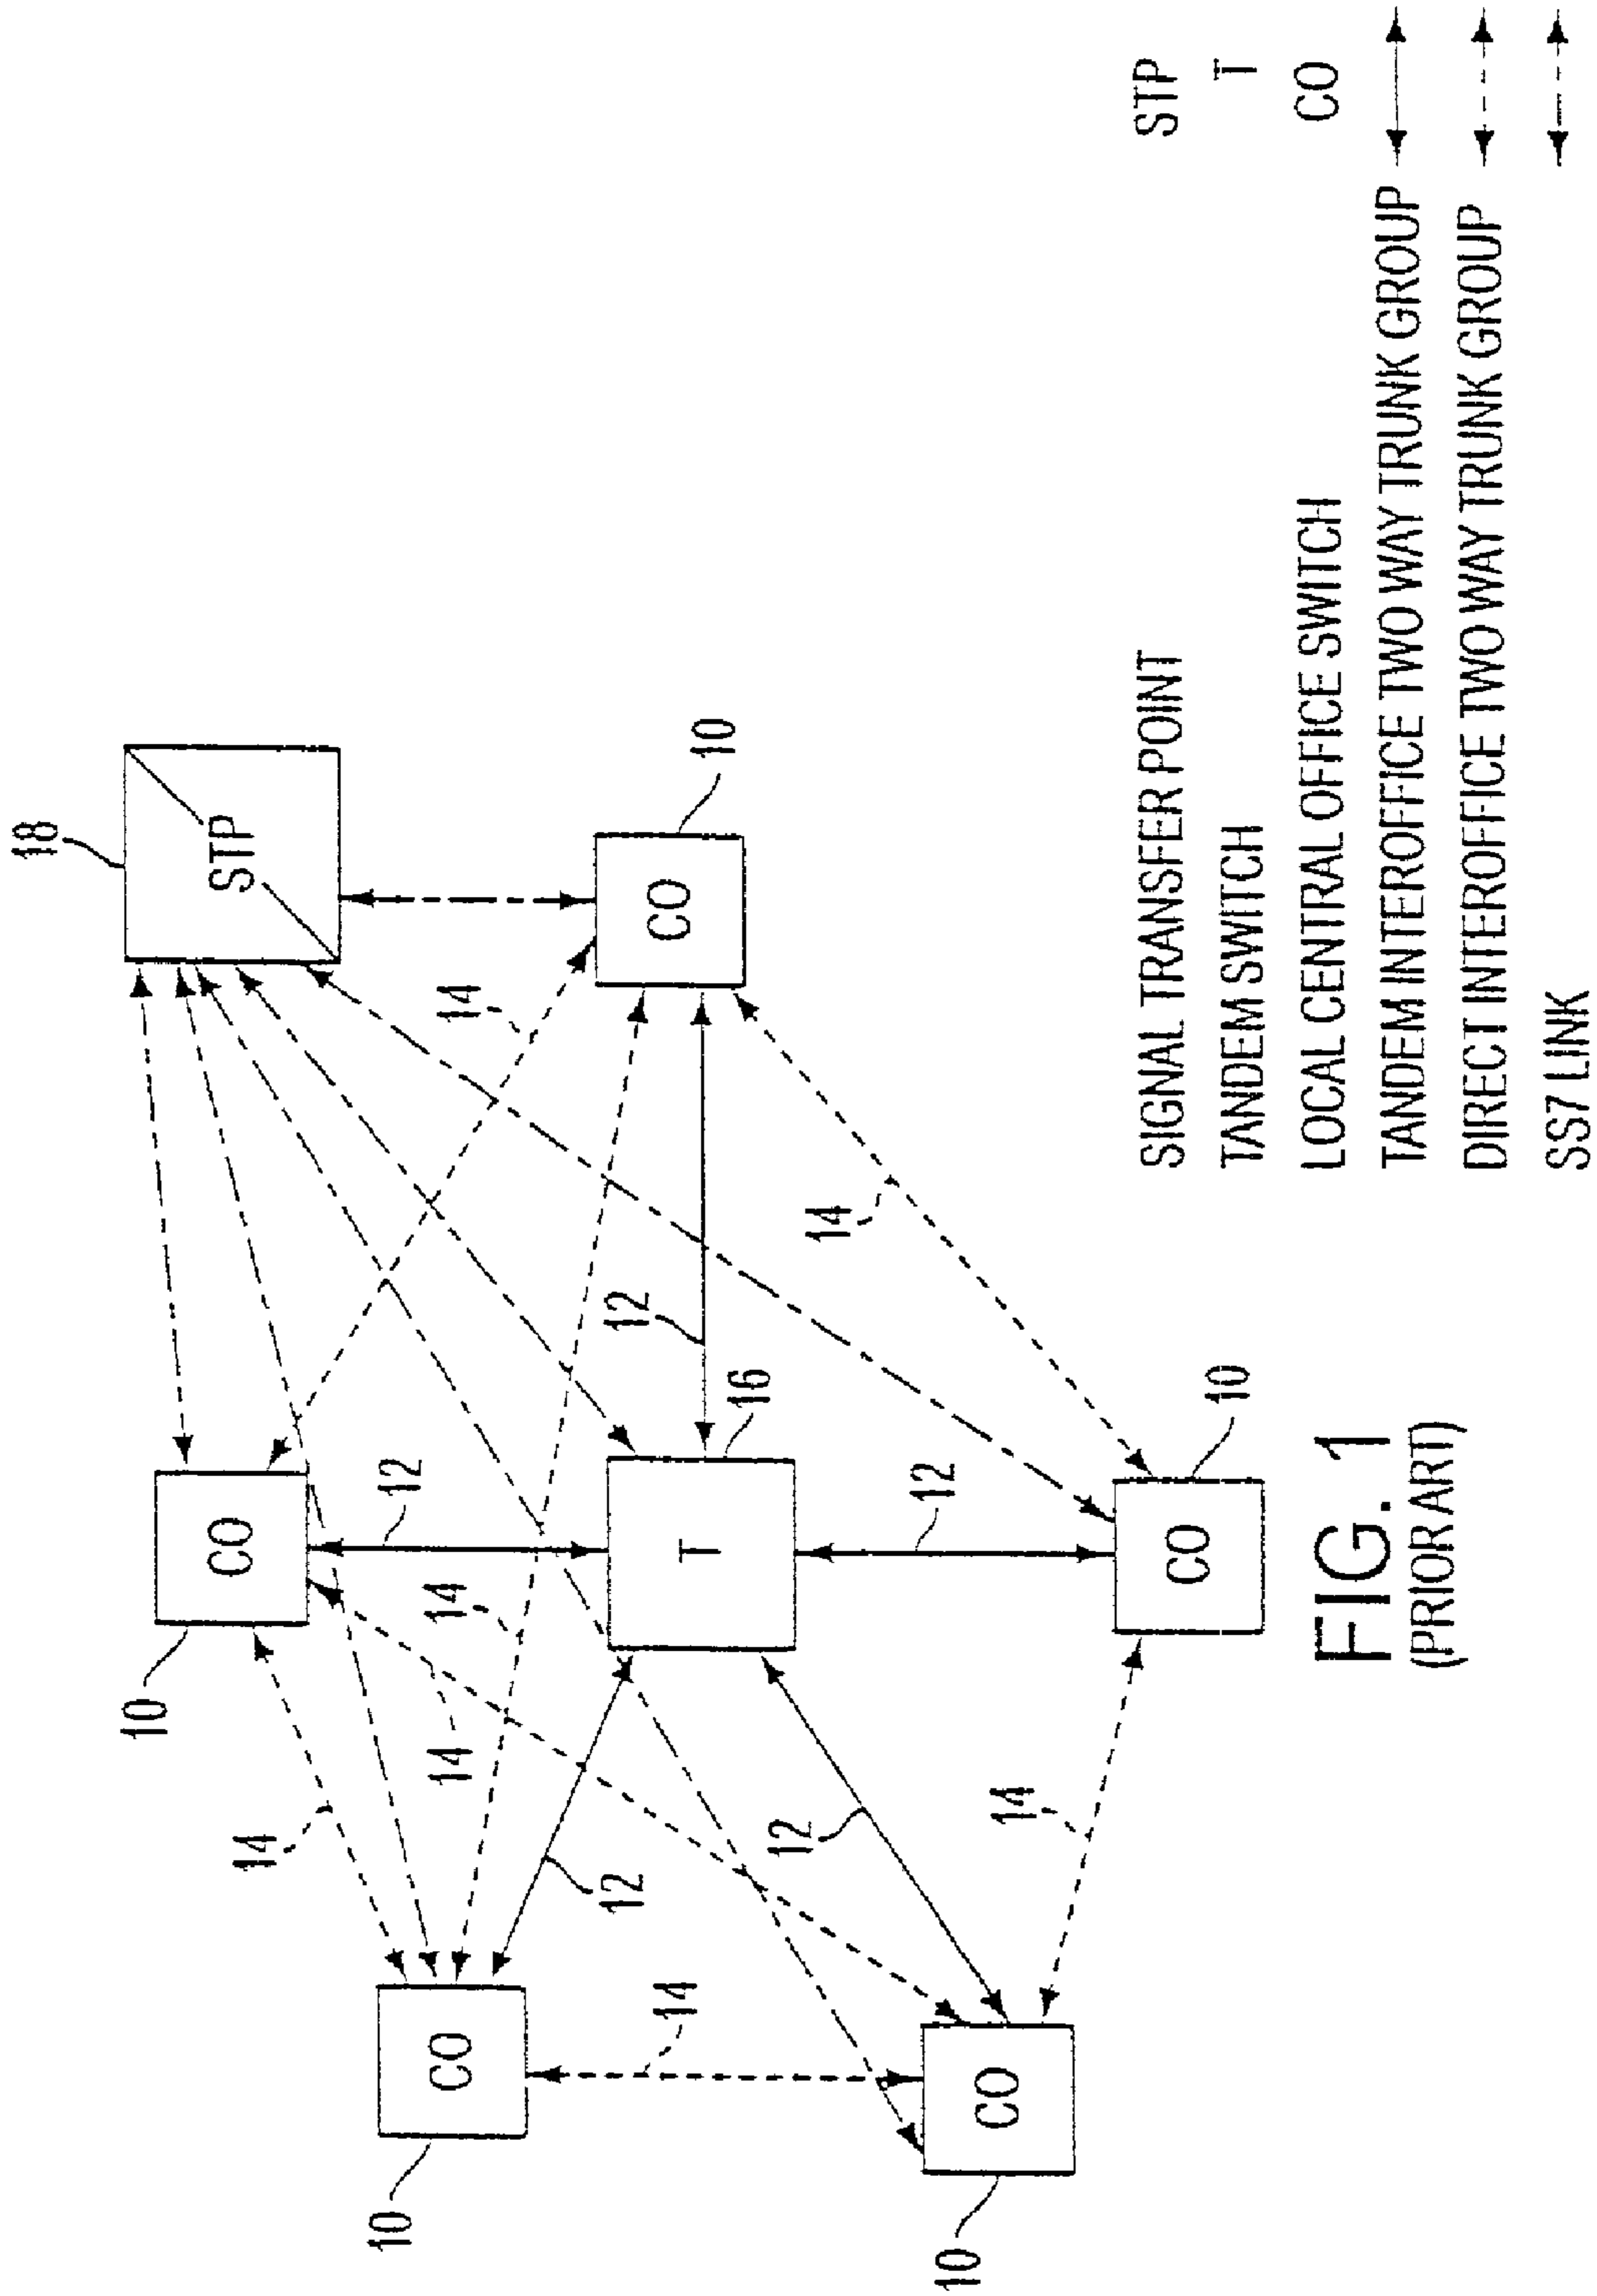 18
10
CO
STP
14
10
12
14
14
14
CO
12
12
14
CO
10
T
16
12
14
12
10
CO
14
CO
10
SIGNAL TRANSFER POINT STP
TANDEM SWITCH T
LOCAL CENTRAL OFFICE SWITCH CO
TANDEM INTEROFFICE TWO WAY TRUNK GROUP
DIRECT INTEROFFICE TWO WAY TRUNK GROUP
SS7 LINK
FIG. 1
(PRIOR ART)